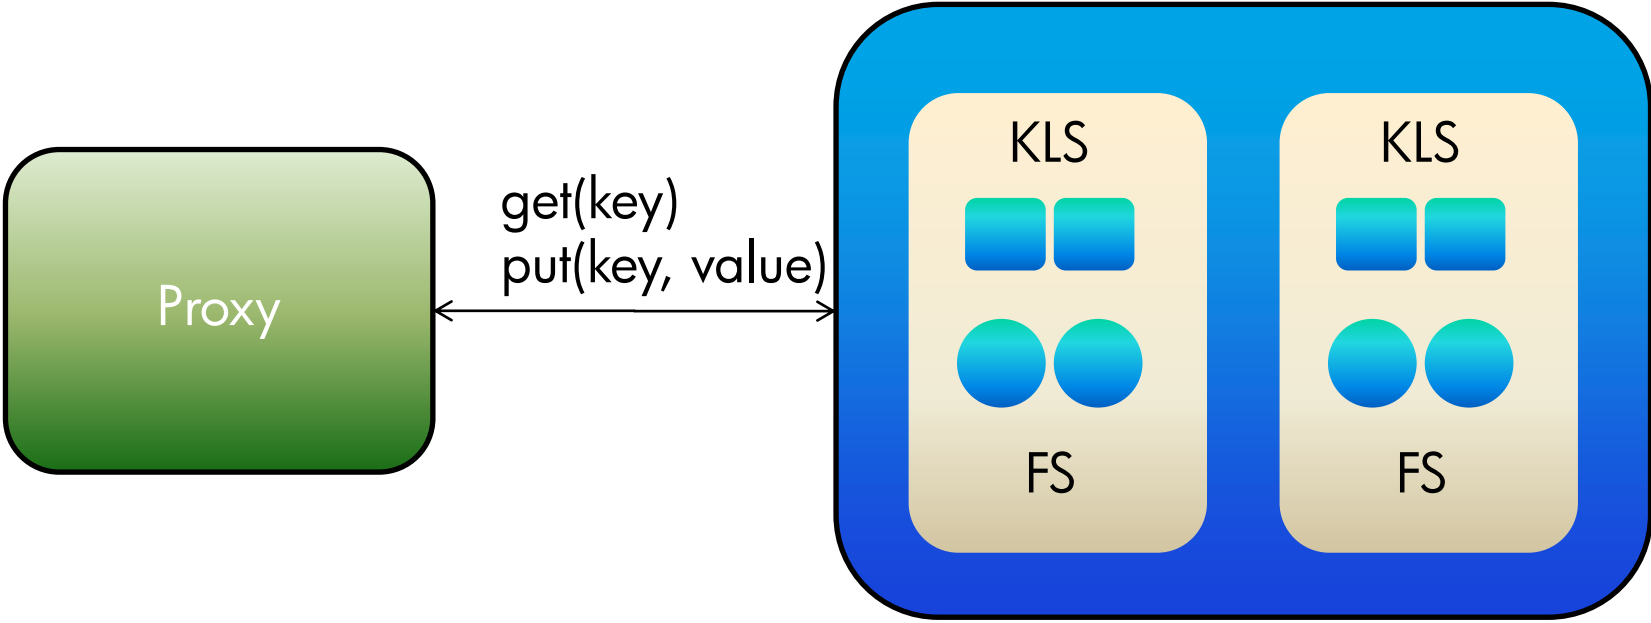 Proxy
get(key)
put(key, value)
KLS
FS
KLS
FS